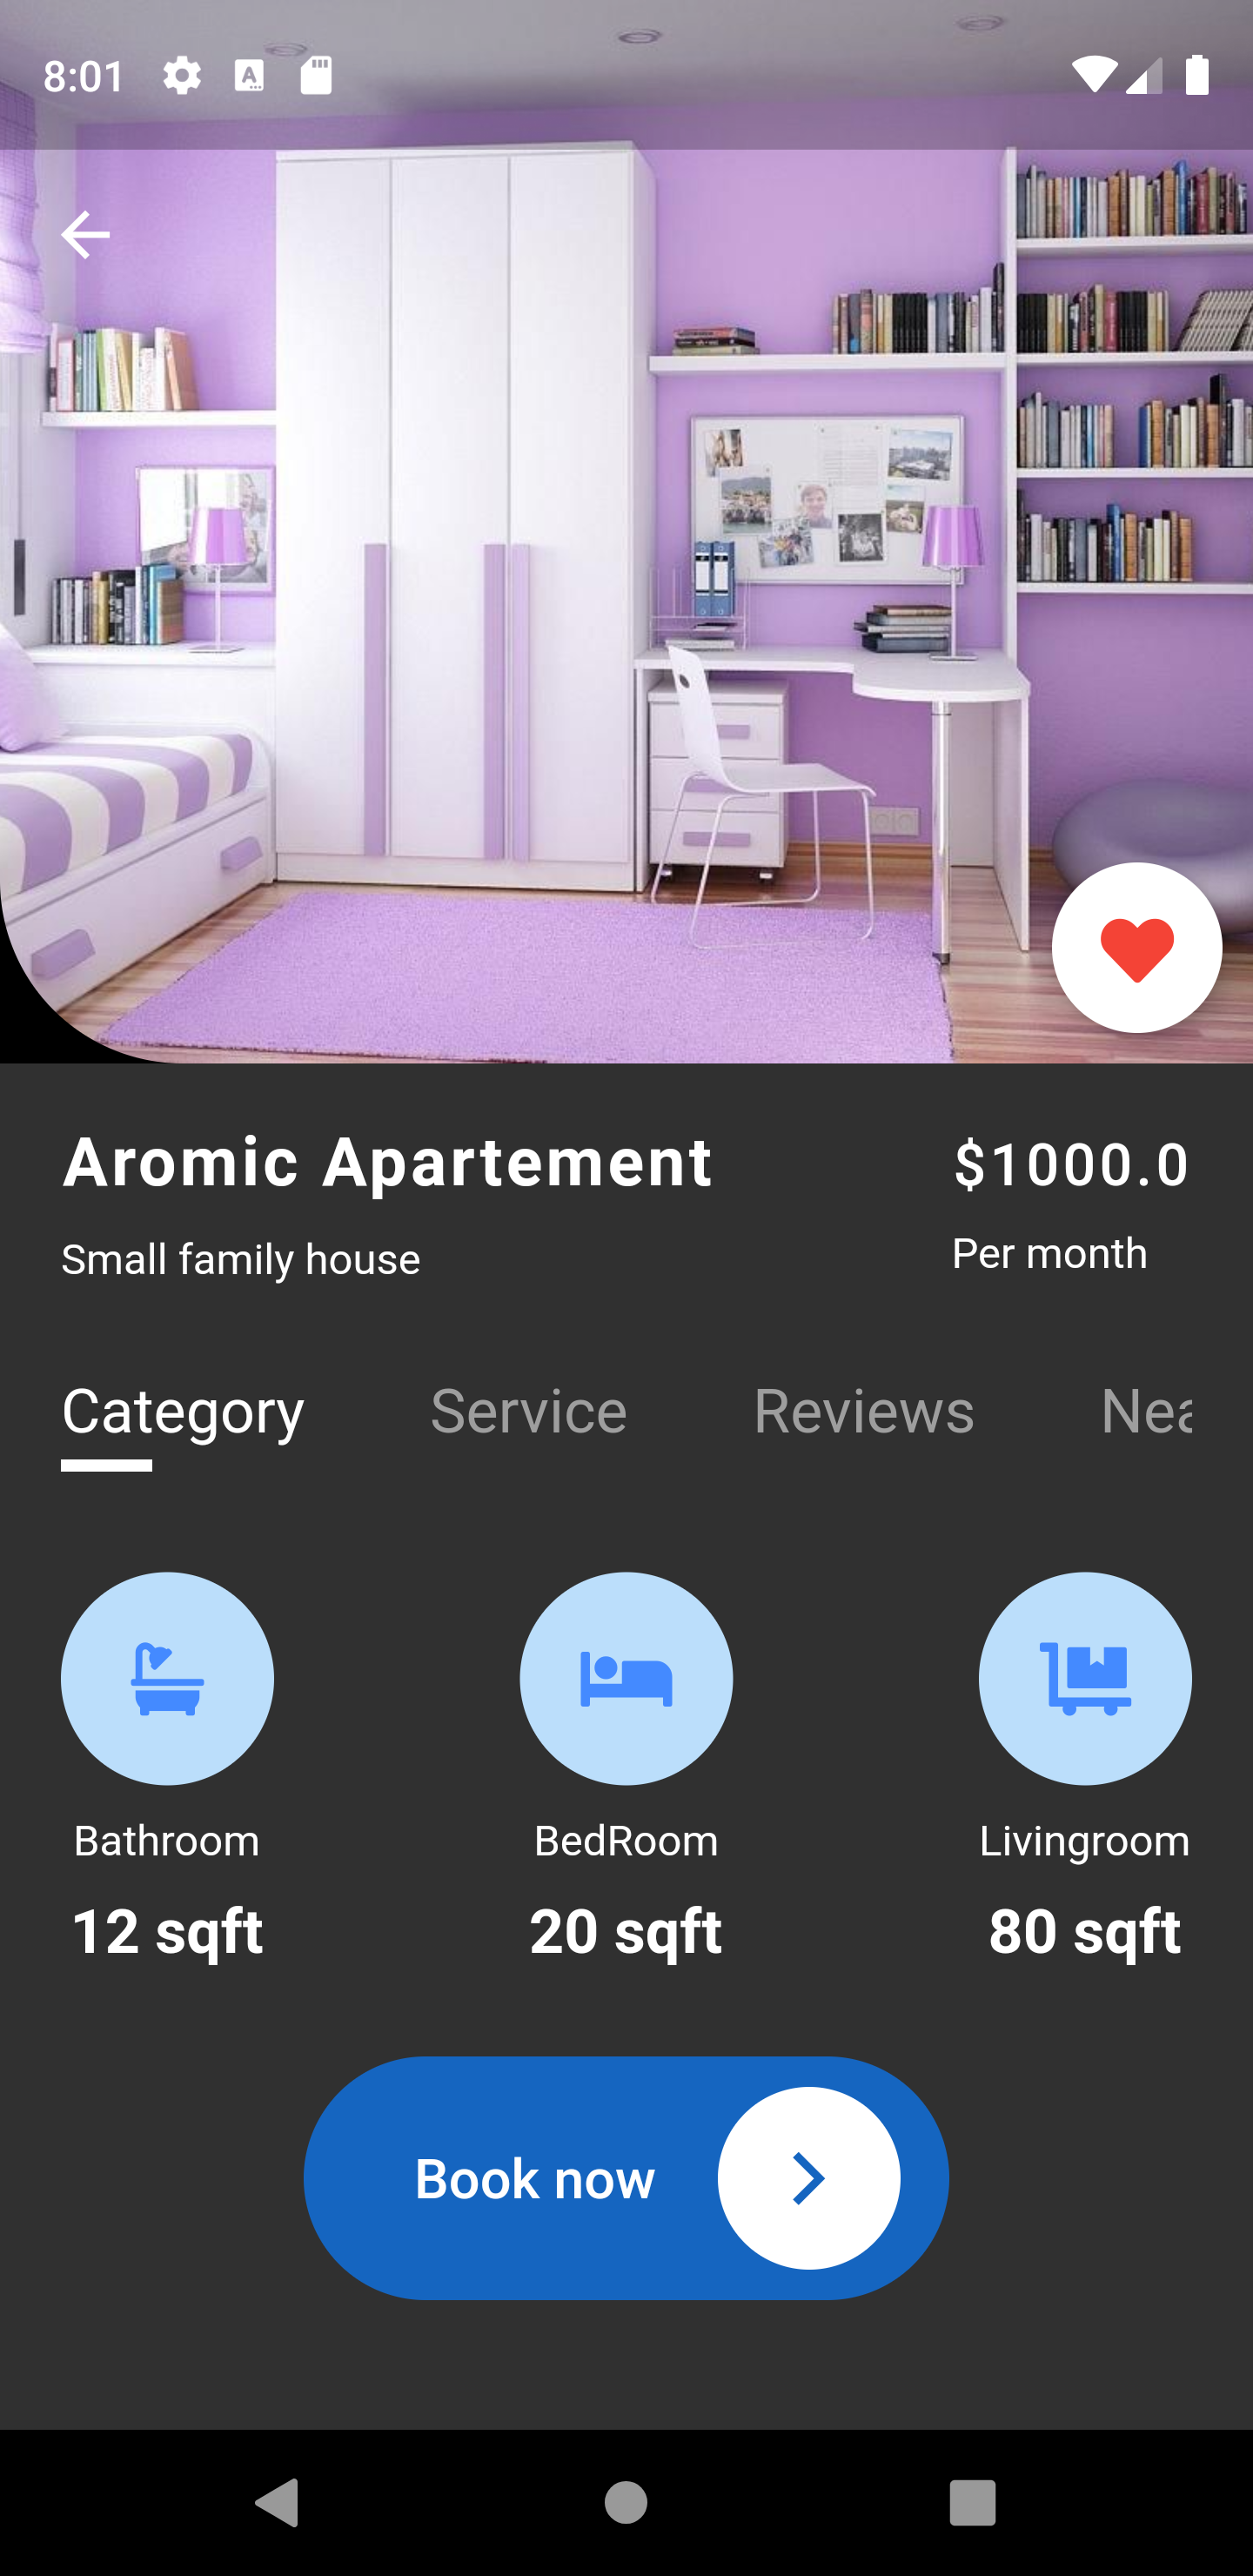 8:01
Aromic Apartement
$1000.0
Small family house
Per month
Category Service Reviews Nea
Bathroom BedRoom Livingroom
12 sqft 20 sqft 80 sqft
Book now